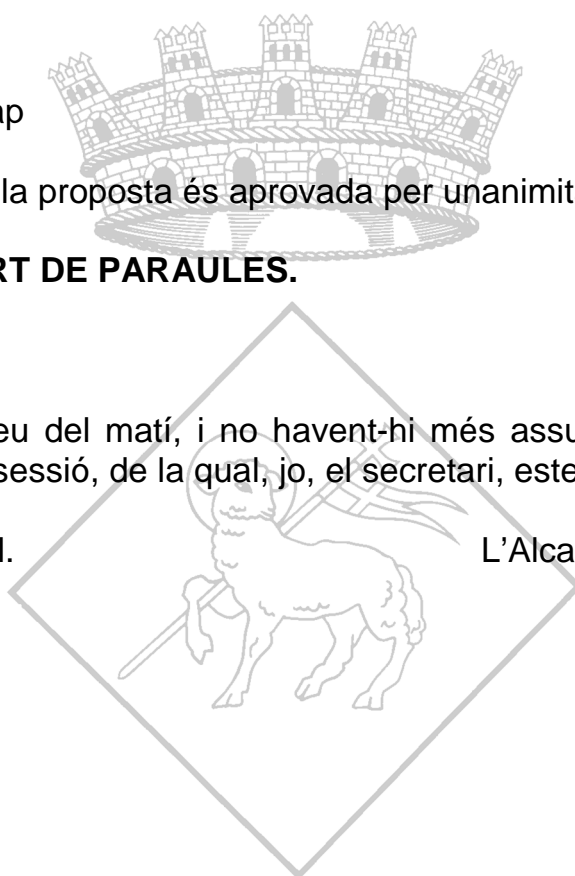 ap
la proposta és aprovada per unanimit
RT DE PARAULES.
eu del matí, i no havent-hi més assu
sessió, de la qual, jo, el secretari, este
l.
L'Alca